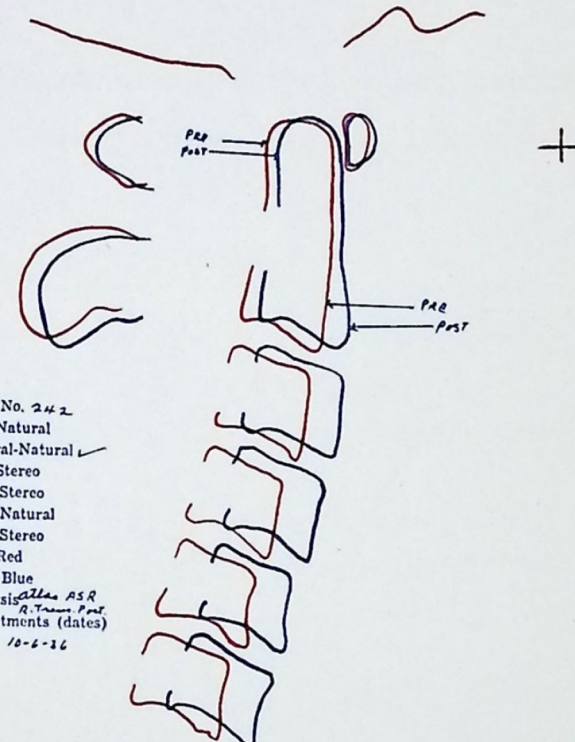 PRE
POST
PRE
POST
No. 242
Natural
al-Natural ✓
Stereo
Stereo
Natural
Stereo
Red
Blue
sis Atlas ASR
R. Trans. Post.
tments (dates)
10-6-36